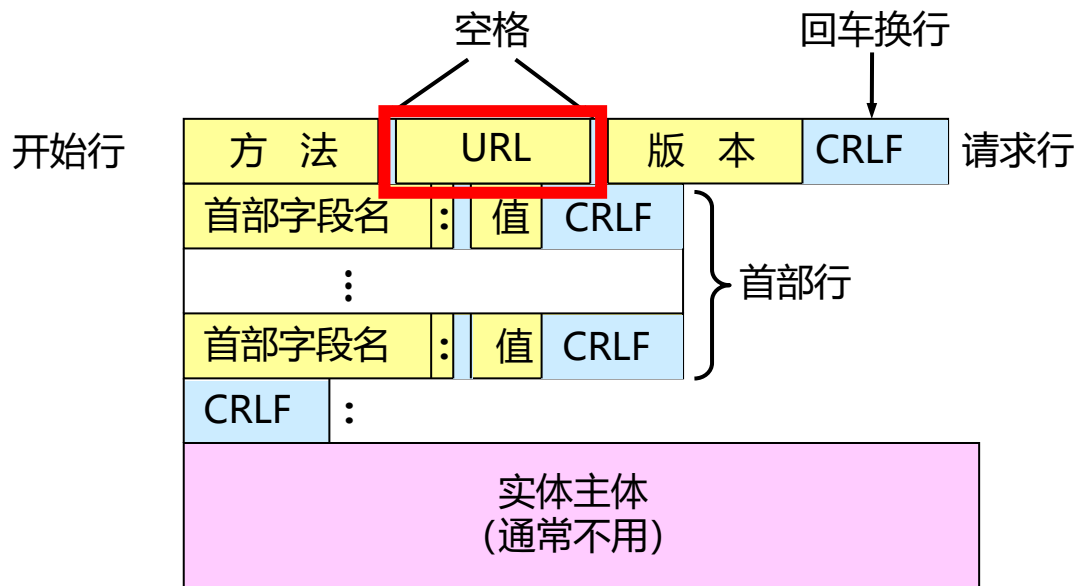 空格 回车换行
开始行 方 法 URL 版 本 CRLF 请求行
首部字段名 : 值 CRLF
⋮ 首部行
首部字段名 : 值 CRLF
CRLF :
实体主体
(通常不用)